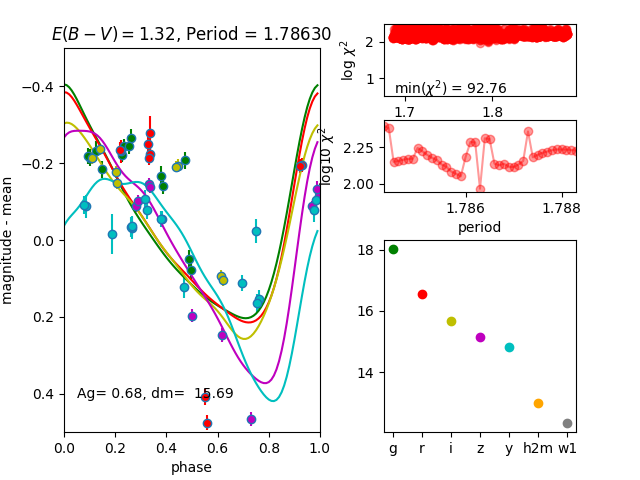 E(B − V) = 1.32, Period = 1.78630
magnitude - mean
−0.4
−0.2
0.0
0.2
0.4
Ag= 0.68, dm= 15.69
0.0 0.2 0.4 0.6 0.8 1.0
phase
log χ²
2
1
min(χ²) = 92.76
1.7 1.8
log10 χ²
2.25
2.00
1.786 1.788
period
18
16
14
g r i z y h2m w1